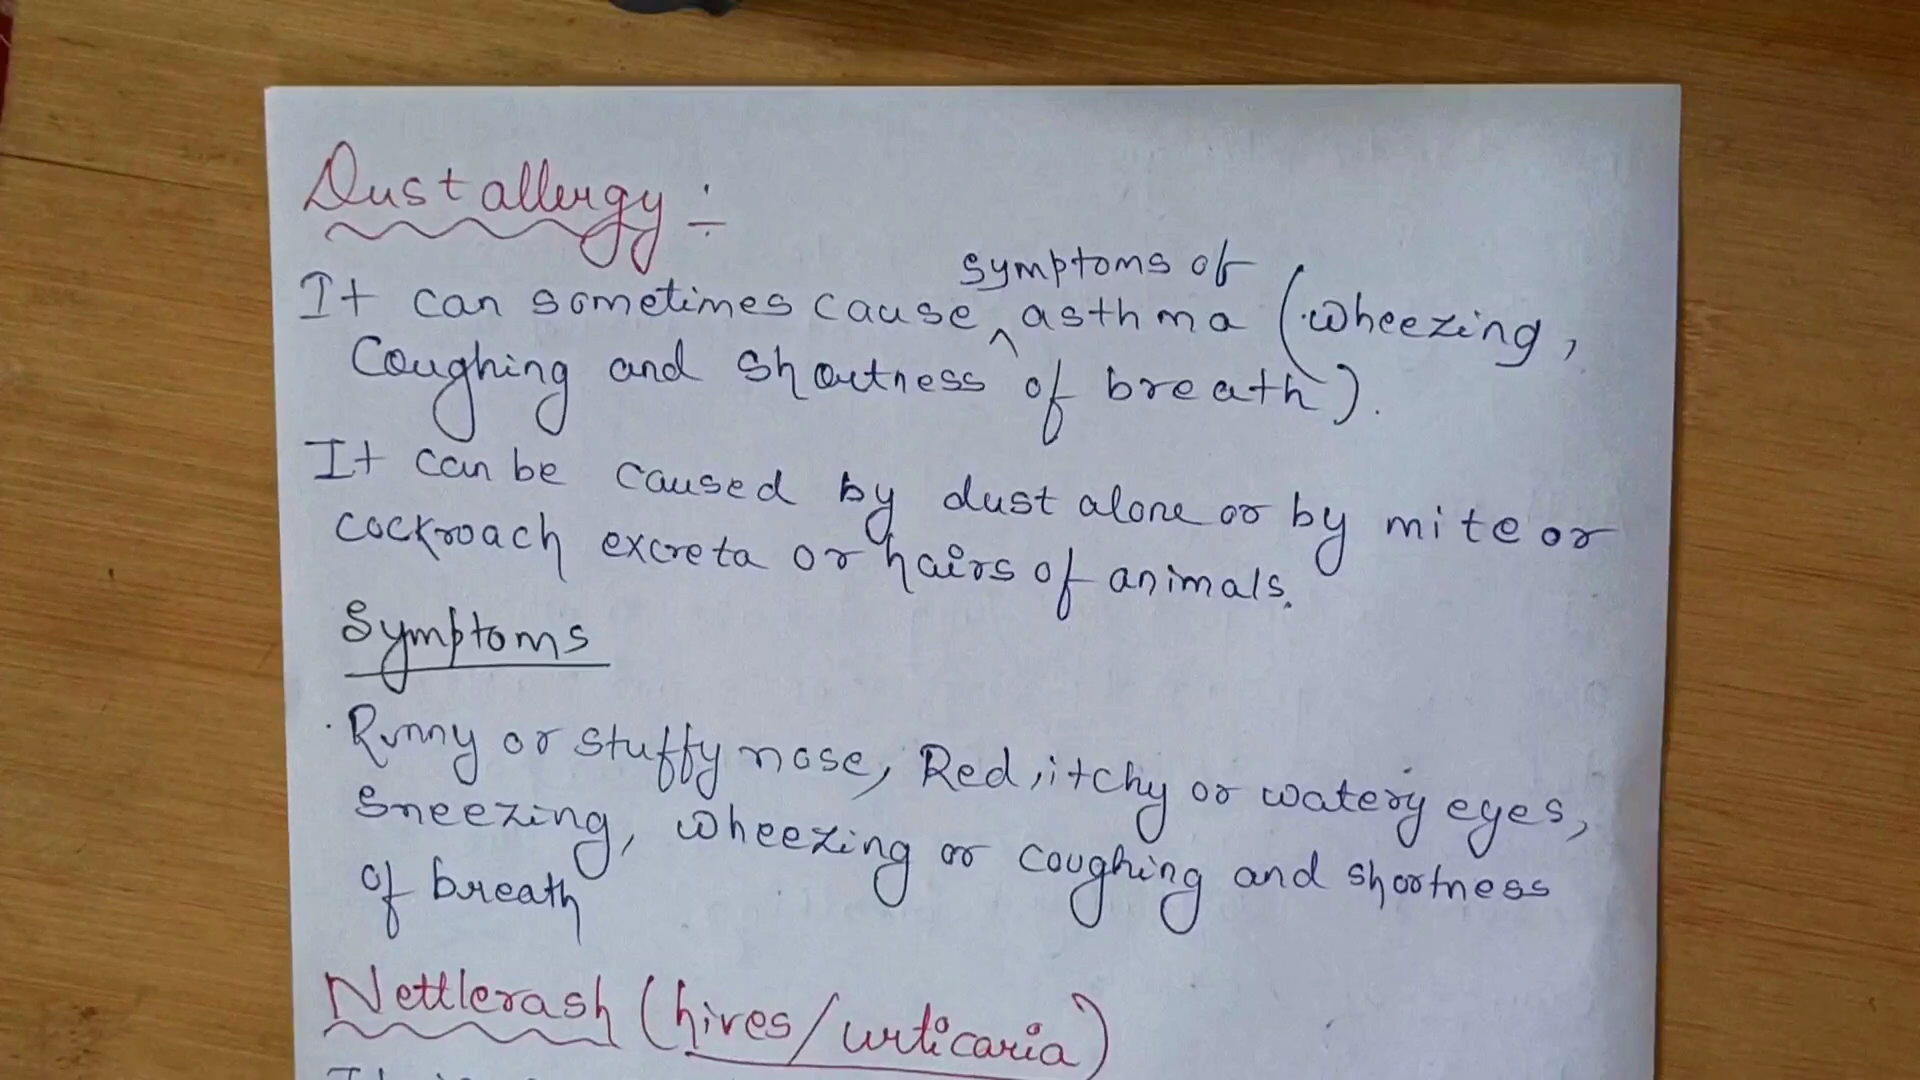 Dust allergy :-
symptoms of
It can sometimes cause ^ asthma (wheezing,
Coughing and shortness of breath).
It can be caused by dust alone or by mite or
cockroach excreta or hairs of animals.
Symptoms
· Runny or stuffy nose, Red, itchy or watery eyes,
Sneezing, wheezing or coughing and shortness
of breath
Nettlerash (hives/urticaria)